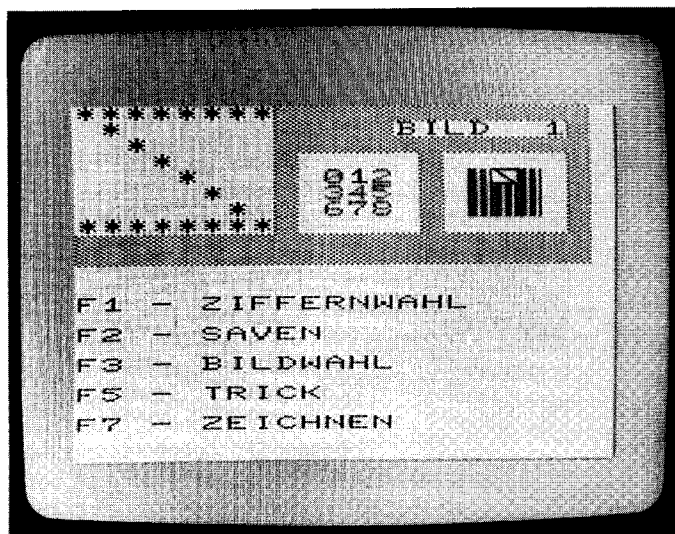 * * * * * * * *
*
*
*
*
*
*
* * * * * * * *
BILD 1
012
345
678
F1 - ZIFFERNWAHL
F2 - SAVEN
F3 - BILDWAHL
F5 - TRICK
F7 - ZEICHNEN